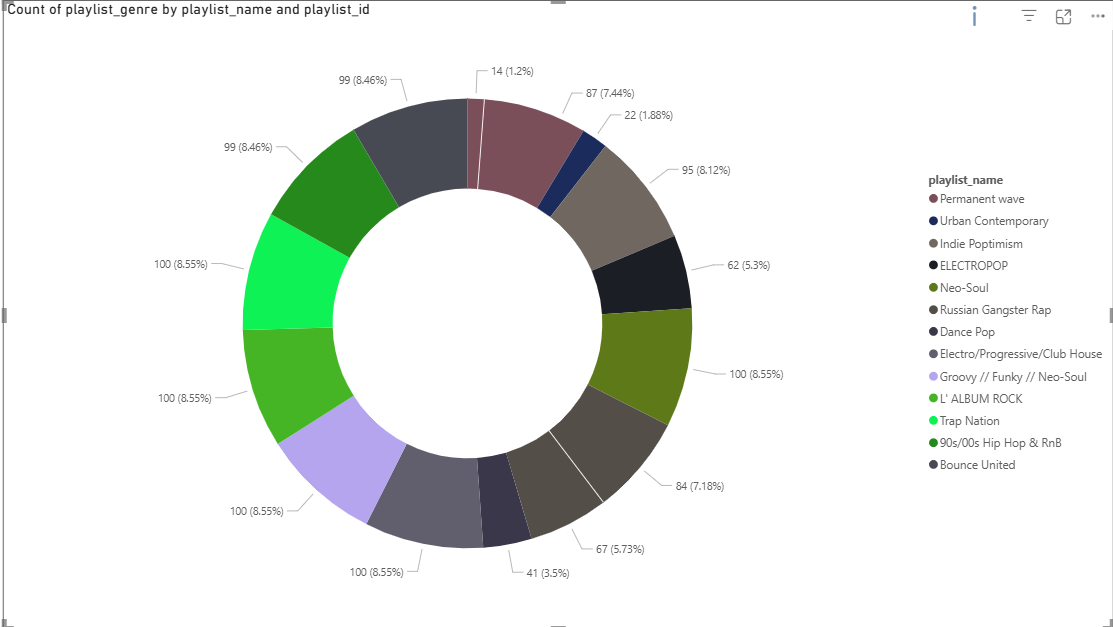 Count of playlist_genre by playlist_name and playlist_id
14 (1.2%)
87 (7.44%)
22 (1.88%)
95 (8.12%)
62 (5.3%)
100 (8.55%)
84 (7.18%)
67 (5.73%)
41 (3.5%)
100 (8.55%)
100 (8.55%)
100 (8.55%)
100 (8.55%)
99 (8.46%)
99 (8.46%)
playlist_name
Permanent wave
Urban Contemporary
Indie Poptimism
ELECTROPOP
Neo-Soul
Russian Gangster Rap
Dance Pop
Electro/Progressive/Club House
Groovy // Funky // Neo-Soul
L' ALBUM ROCK
Trap Nation
90s/00s Hip Hop & RnB
Bounce United